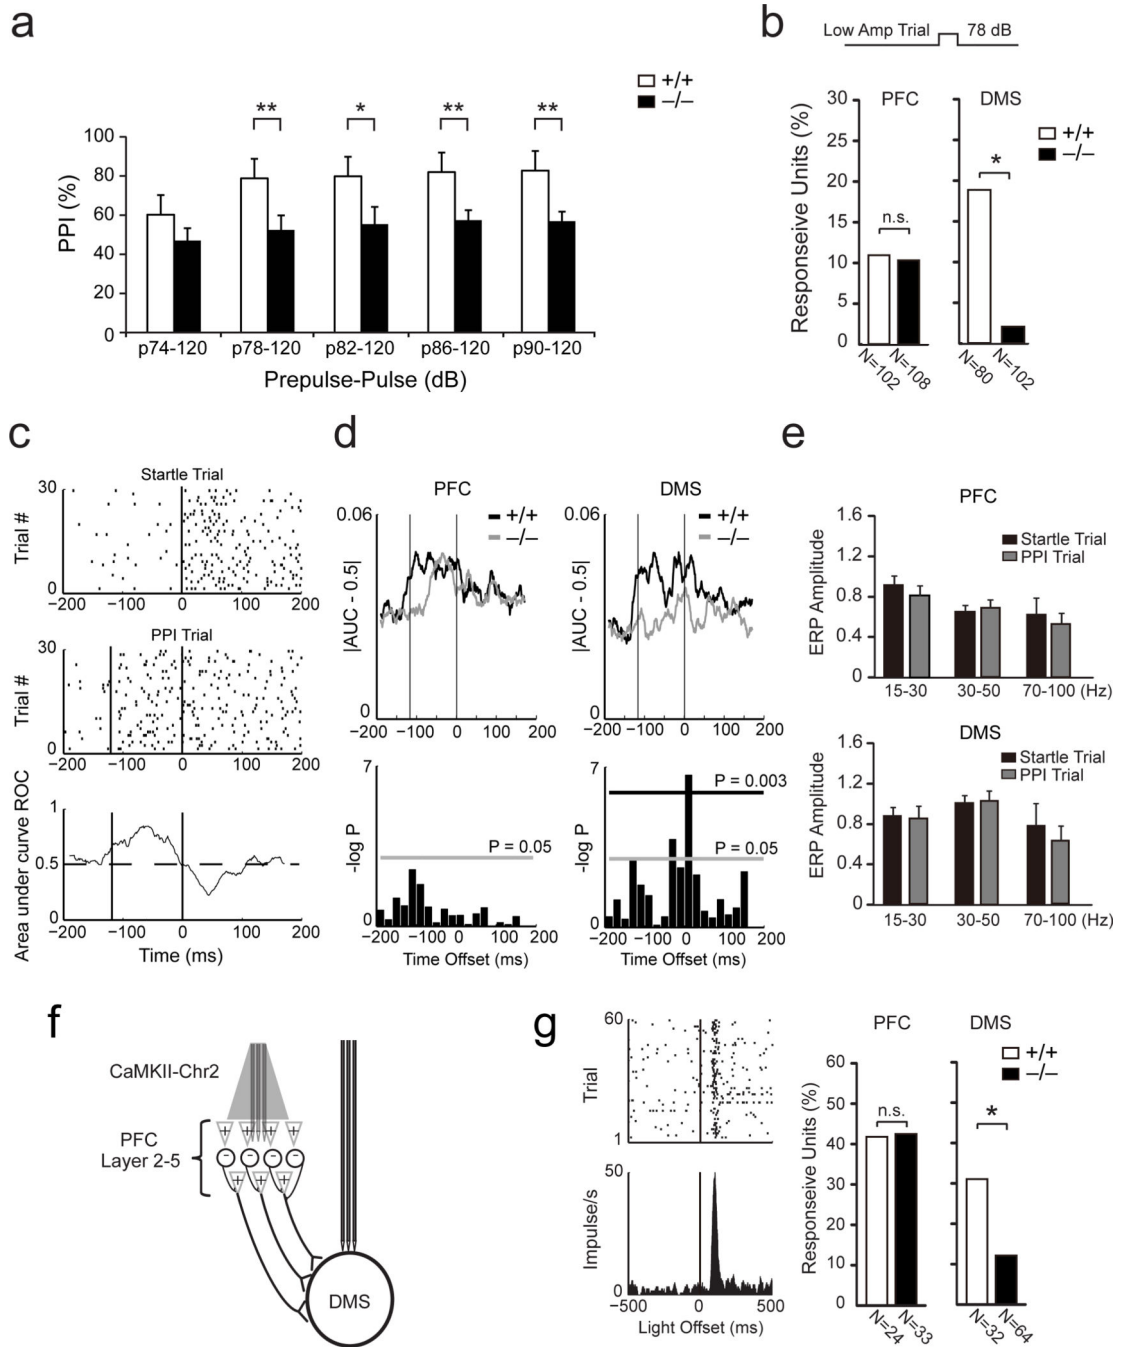 a
+/+
−/−
**
*
**
**
100
80
60
40
20
0
PPI (%)
p74-120
p78-120
p82-120
p86-120
p90-120
Prepulse-Pulse (dB)
b
Low Amp Trial
78 dB
PFC
DMS
+/+
−/−
30
25
20
15
10
5
0
Responseive Units (%)
n.s.
*
N=102
N=108
N=80
N=102
c
Startle Trial
30
0
Trial #
−200
−100
0
100
200
PPI Trial
30
0
Trial #
−200
−100
0
100
200
1
0.5
0
Area under curve ROC
−200
−100
0
100
200
Time (ms)
d
PFC
+/+
−/−
0.06
0
|AUC - 0.5|
−200
−100
0
100
200
DMS
+/+
−/−
0.06
0
|AUC - 0.5|
−200
−100
0
100
200
7
0
-log P
P = 0.05
−200
−100
0
100
200
Time Offset (ms)
7
0
-log P
P = 0.003
P = 0.05
−200
−100
0
100
200
Time Offset (ms)
e
PFC
1.6
1.2
0.8
0.4
0
ERP Amplitude
Startle Trial
PPI Trial
15-30
30-50
70-100 (Hz)
DMS
1.6
1.2
0.8
0.4
0
ERP Amplitude
Startle Trial
PPI Trial
15-30
30-50
70-100 (Hz)
f
CaMKII-Chr2
PFC
Layer 2-5
+ + + +
- - - -
+ + +
DMS
g
60
1
Trial
50
0
Impulse/s
−500
0
500
Light Offset (ms)
PFC
DMS
+/+
−/−
60
50
40
30
20
10
0
Responseive Units (%)
n.s.
*
N=24
N=33
N=32
N=64